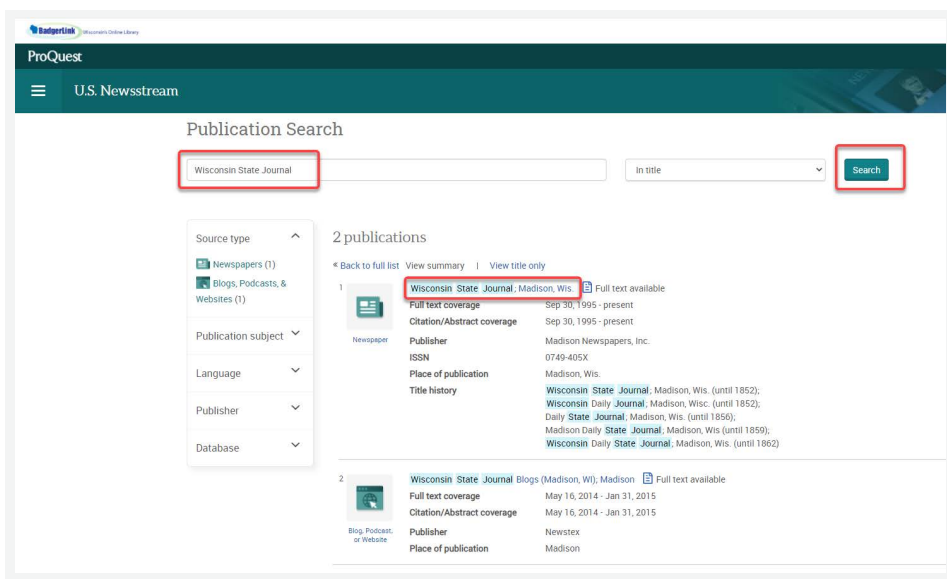 BadgerLink Wisconsin's Online Library
ProQuest
U.S. Newsstream
Publication Search
Wisconsin State Journal
In title
Search
Source type
Newspapers (1)
Blogs, Podcasts, &
Websites (1)
Publication subject
Language
Publisher
Database
2 publications
« Back to full list View summary | View title only
1
Newspaper
Wisconsin State Journal; Madison, Wis. Full text available
Full text coverage Sep 30, 1995 - present
Citation/Abstract coverage Sep 30, 1995 - present
Publisher Madison Newspapers, Inc.
ISSN 0749-405X
Place of publication Madison, Wis.
Title history Wisconsin State Journal; Madison, Wis. (until 1852);
Wisconsin Daily Journal; Madison, Wisc. (until 1852);
Daily State Journal; Madison, Wis. (until 1856);
Madison Daily State Journal; Madison, Wis (until 1859);
Wisconsin Daily State Journal; Madison, Wis. (until 1862)
2
Blog, Podcast,
or Website
Wisconsin State Journal Blogs (Madison, WI); Madison Full text available
Full text coverage May 16, 2014 - Jan 31, 2015
Citation/Abstract coverage May 16, 2014 - Jan 31, 2015
Publisher Newstex
Place of publication Madison